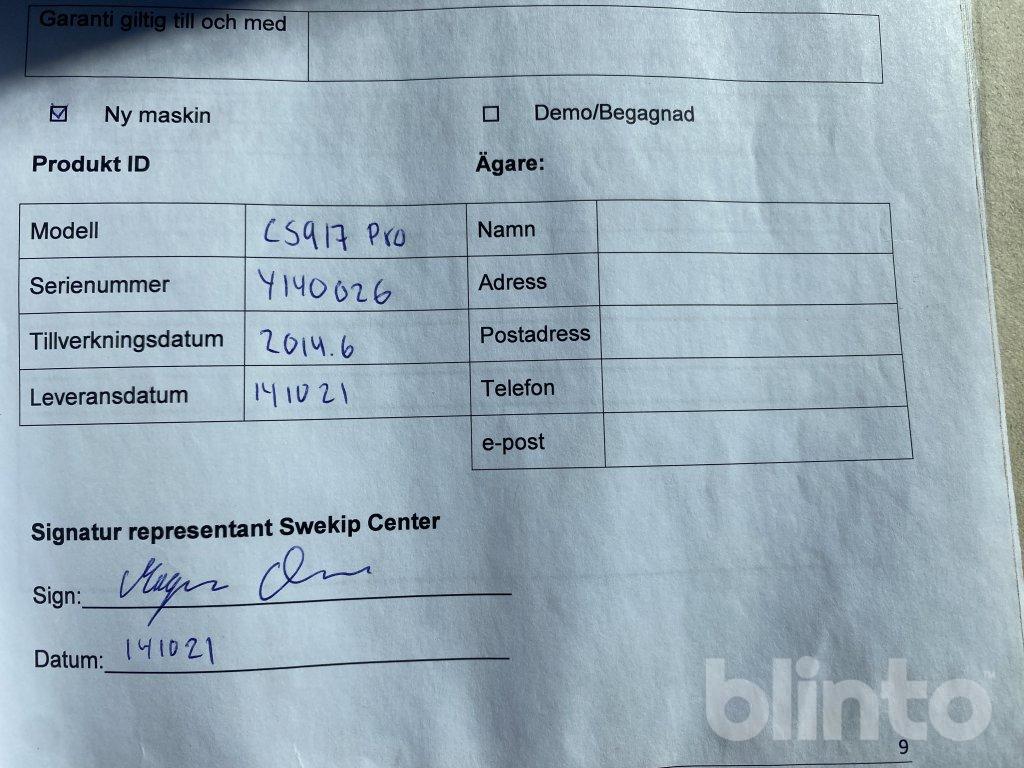 Garanti giltig till och med
☑ Ny maskin ☐ Demo/Begagnad
Produkt ID Ägare:
Modell CS917 Pro Namn
Serienummer Y140026 Adress
Tillverkningsdatum 2014.6 Postadress
Leveransdatum 141021 Telefon
e-post
Signatur representant Swekip Center
Sign:
Datum: 141021
blinto
9